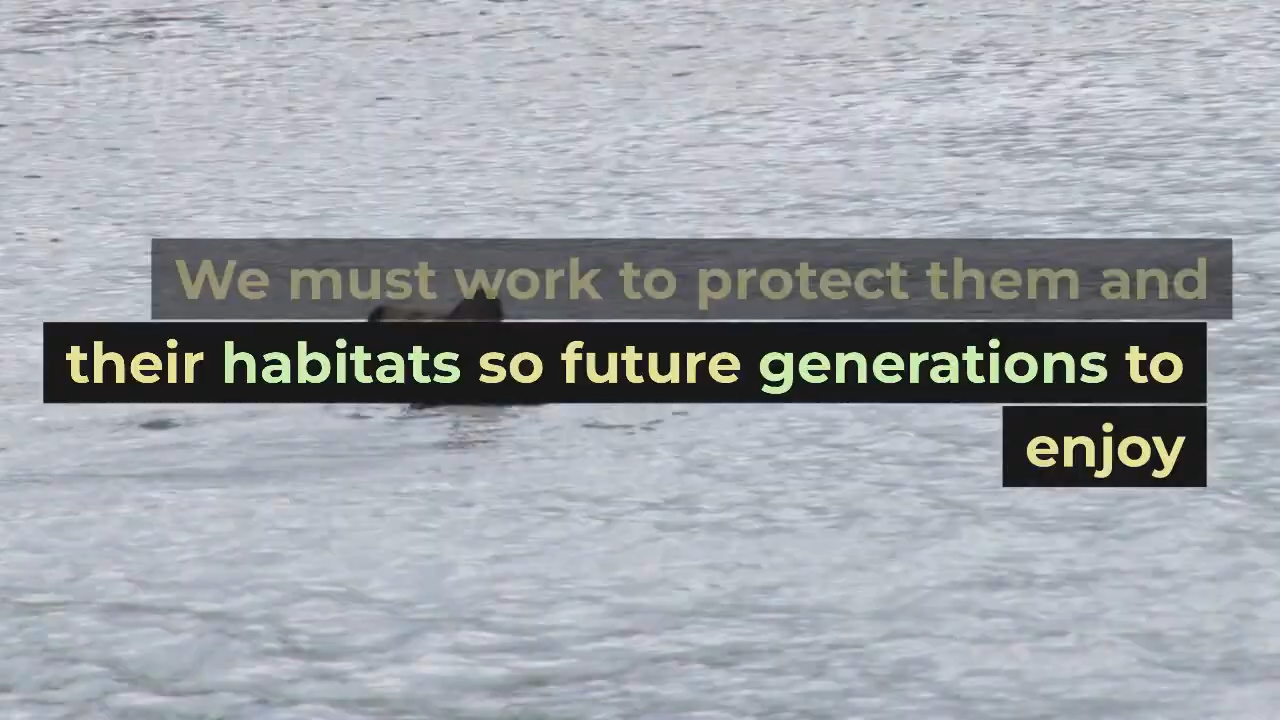 We must work to protect them and
their habitats so future generations to
enjoy